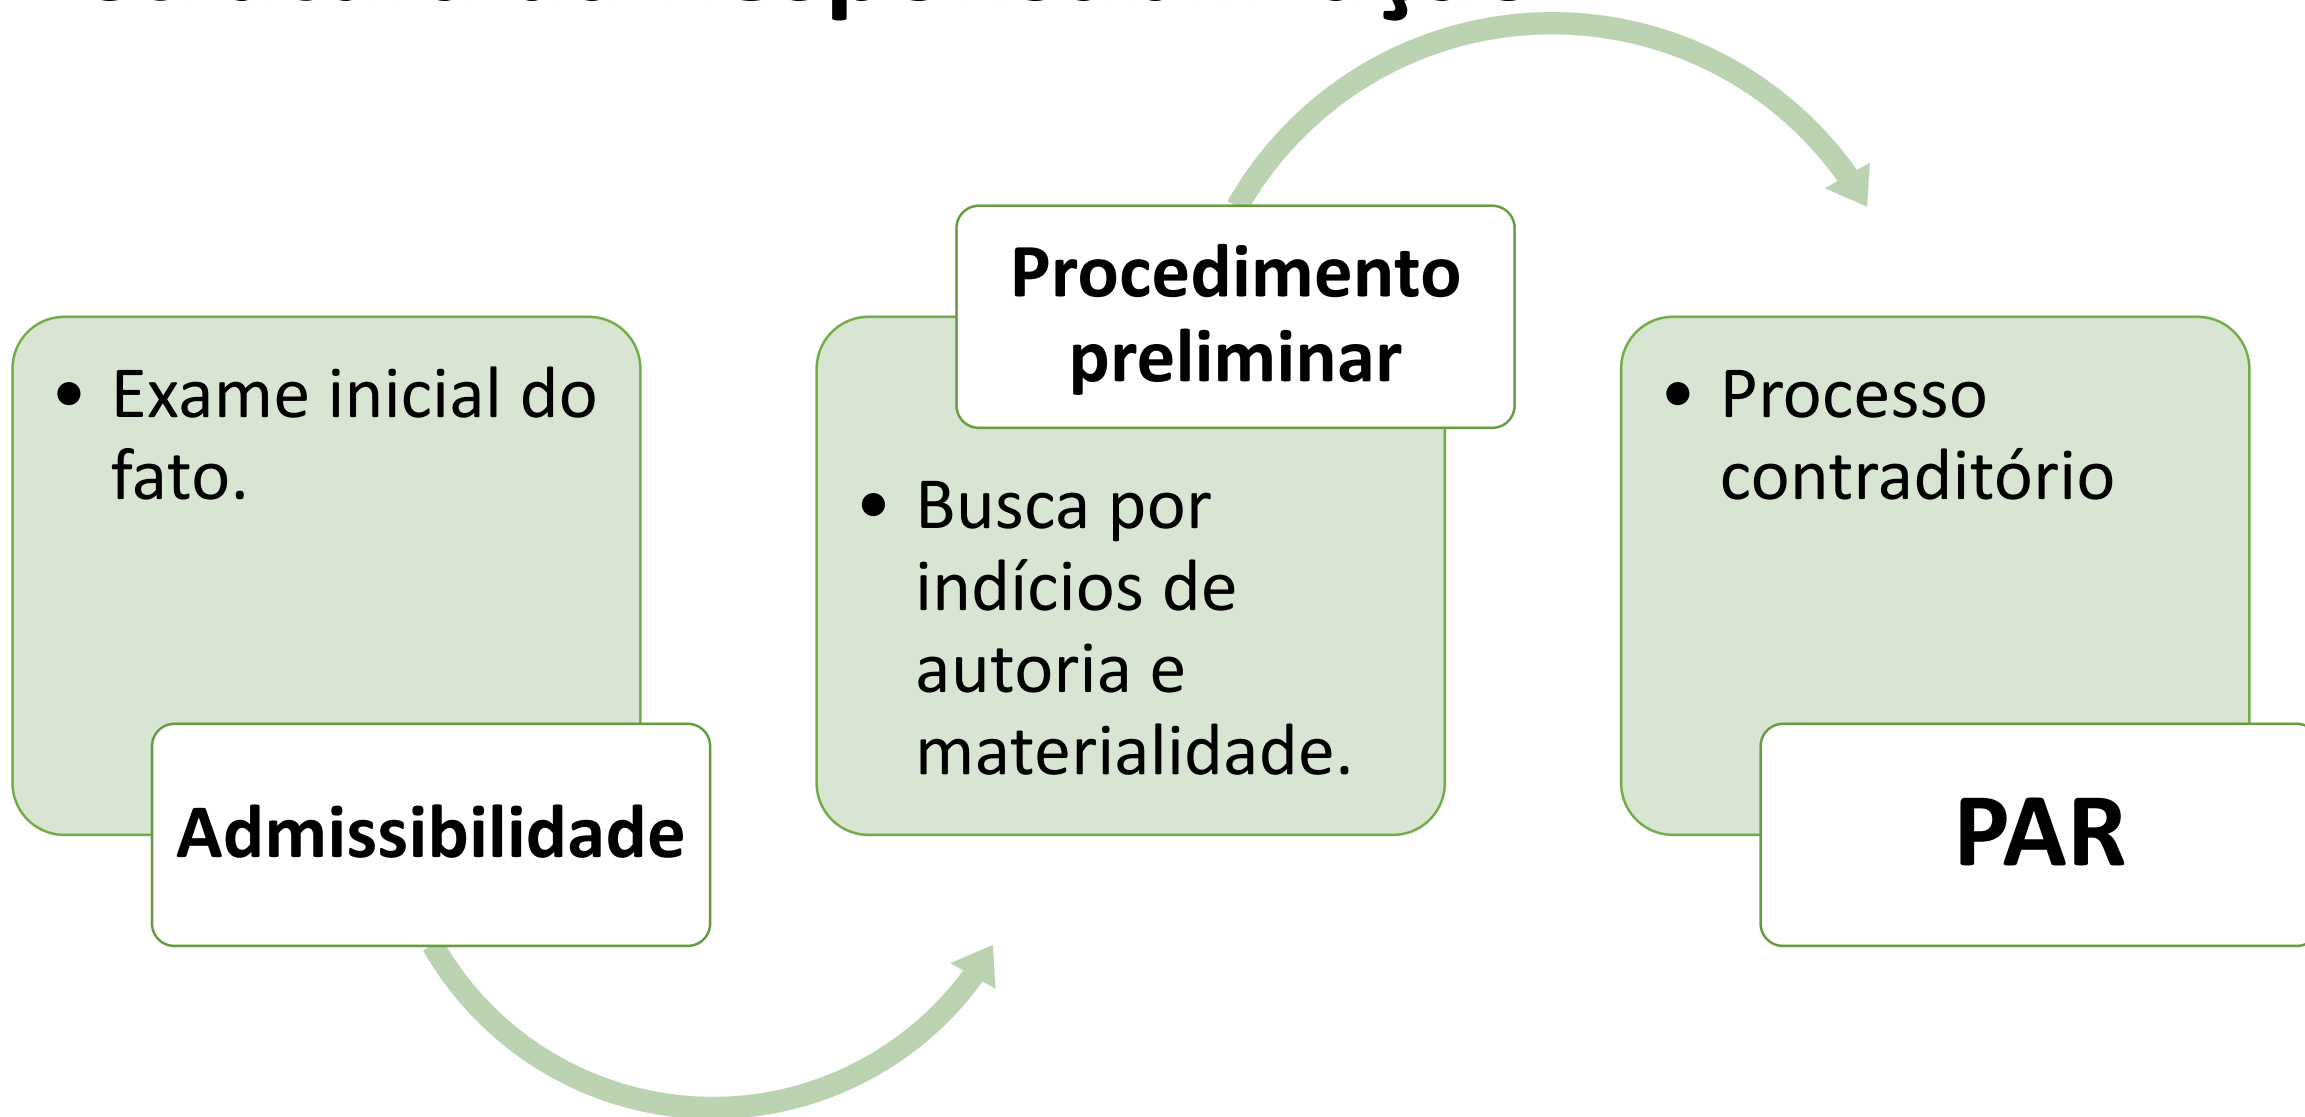 • Exame inicial do
fato.
Admissibilidade
Procedimento
preliminar
• Busca por
indícios de
autoria e
materialidade.
• Processo
contraditório
PAR